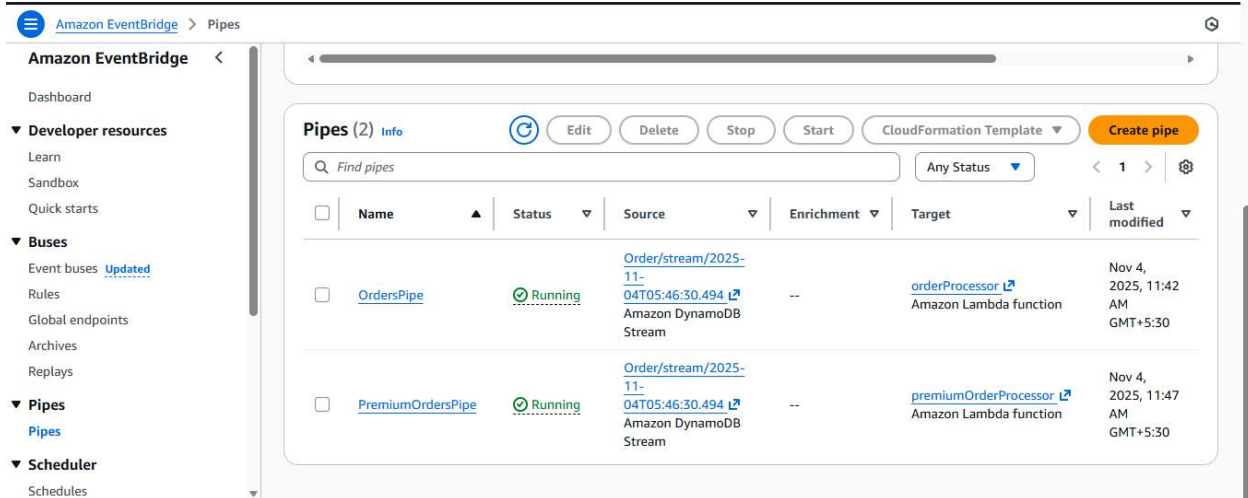 Amazon EventBridge > Pipes
Amazon EventBridge
Dashboard
Developer resources
Learn
Sandbox
Quick starts
Buses
Event buses Updated
Rules
Global endpoints
Archives
Replays
Pipes
Pipes
Scheduler
Schedules
Pipes (2) Info
Edit
Delete
Stop
Start
CloudFormation Template
Create pipe
Find pipes
Any Status
1
Name
Status
Source
Enrichment
Target
Last
modified
OrdersPipe
Running
Order/stream/2025-
11-
04T05:46:30.494
Amazon DynamoDB
Stream
--
orderProcessor
Amazon Lambda function
Nov 4,
2025, 11:42
AM
GMT+5:30
PremiumOrdersPipe
Running
Order/stream/2025-
11-
04T05:46:30.494
Amazon DynamoDB
Stream
--
premiumOrderProcessor
Amazon Lambda function
Nov 4,
2025, 11:47
AM
GMT+5:30